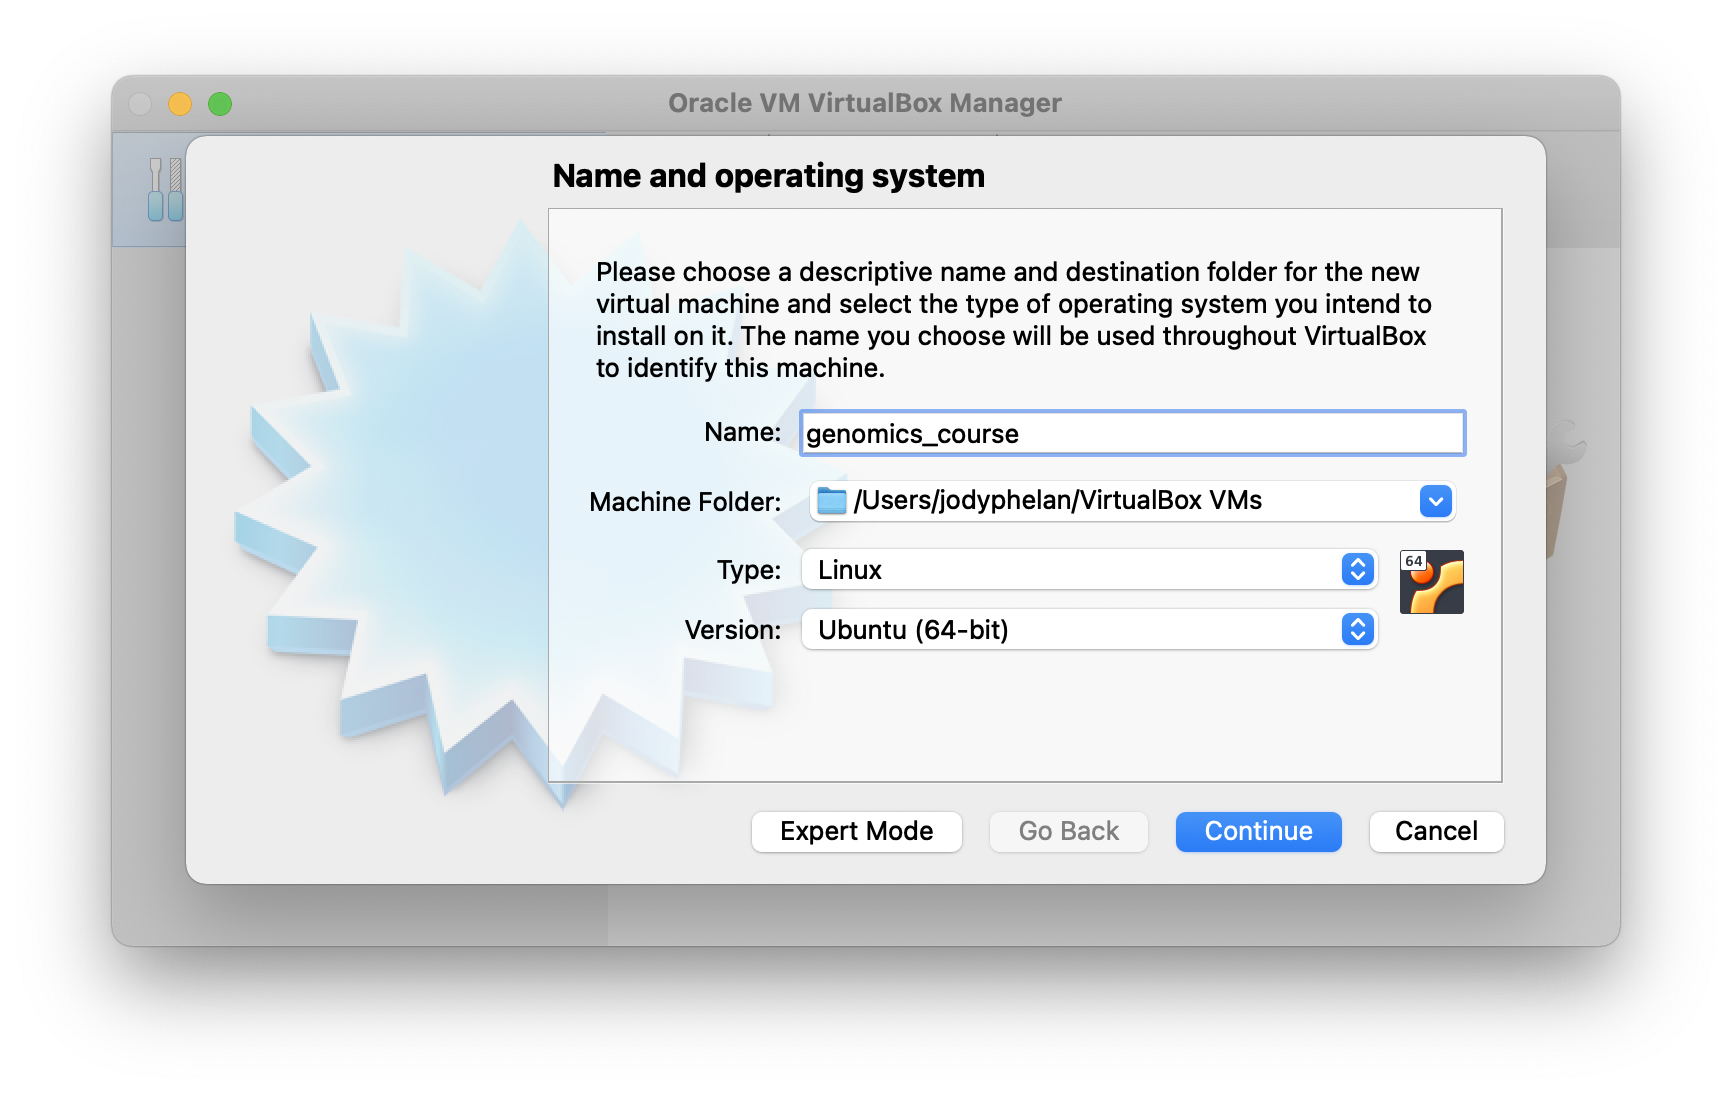 Oracle VM VirtualBox Manager
Name and operating system
Please choose a descriptive name and destination folder for the new
virtual machine and select the type of operating system you intend to
install on it. The name you choose will be used throughout VirtualBox
to identify this machine.
Name: genomics_course
Machine Folder: /Users/jodyphelan/VirtualBox VMs
Type: Linux
64
Version: Ubuntu (64-bit)
Expert Mode Go Back Continue Cancel